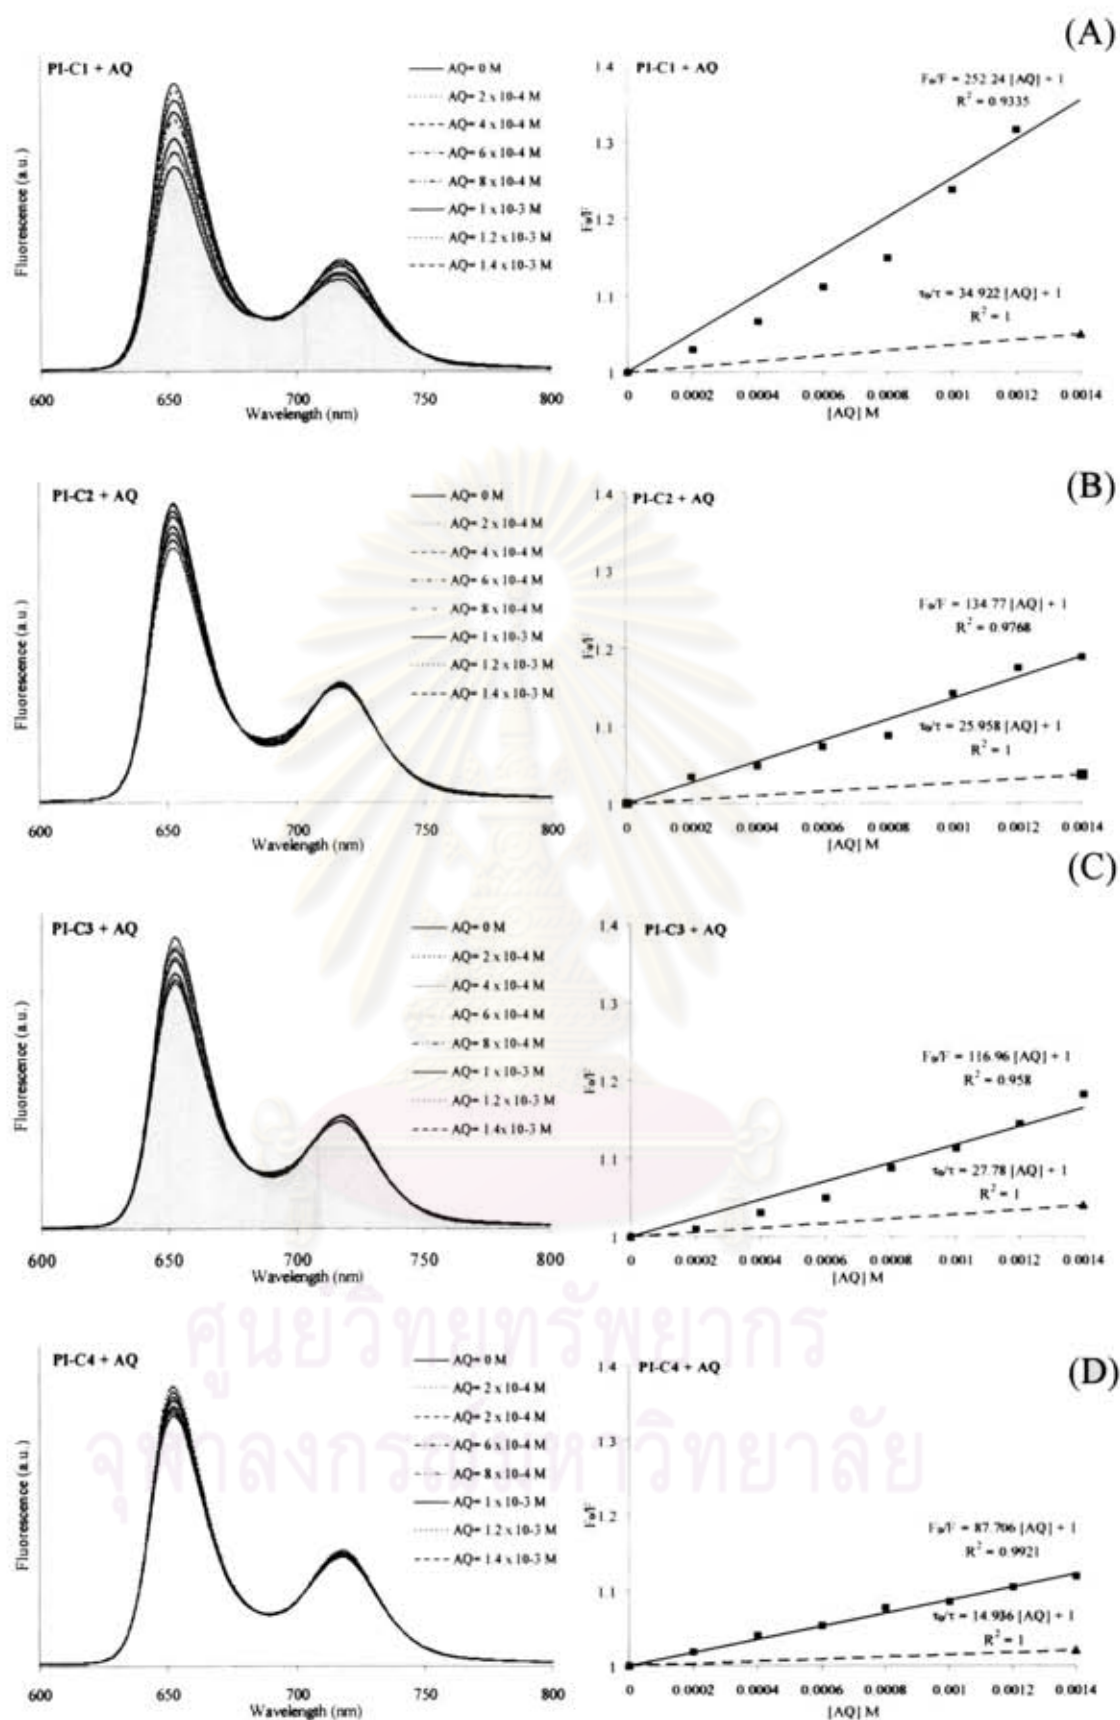 (A)
PI-C1 + AQ
AQ= 0 M
AQ= 2 x 10-4 M
AQ= 4 x 10-4 M
AQ= 6 x 10-4 M
AQ= 8 x 10-4 M
AQ= 1 x 10-3 M
AQ= 1.2 x 10-3 M
AQ= 1.4 x 10-3 M
Fluorescence (a.u.)
600 650 700 750 800
Wavelength (nm)
PI-C1 + AQ
F₀/F = 252.24 [AQ] + 1
R² = 0.9335
τ₀/τ = 34.922 [AQ] + 1
R² = 1
F₀/F
1.4
1.3
1.2
1.1
1
0 0.0002 0.0004 0.0006 0.0008 0.001 0.0012 0.0014
[AQ] M
(B)
PI-C2 + AQ
AQ= 0 M
AQ= 2 x 10-4 M
AQ= 4 x 10-4 M
AQ= 6 x 10-4 M
AQ= 8 x 10-4 M
AQ= 1 x 10-3 M
AQ= 1.2 x 10-3 M
AQ= 1.4 x 10-3 M
Fluorescence (a.u.)
600 650 700 750 800
Wavelength (nm)
PI-C2 + AQ
F₀/F = 134.77 [AQ] + 1
R² = 0.9768
τ₀/τ = 25.958 [AQ] + 1
R² = 1
F₀/F
1.4
1.3
1.2
1.1
1
0 0.0002 0.0004 0.0006 0.0008 0.001 0.0012 0.0014
[AQ] M
(C)
PI-C3 + AQ
AQ= 0 M
AQ= 2 x 10-4 M
AQ= 4 x 10-4 M
AQ= 6 x 10-4 M
AQ= 8 x 10-4 M
AQ= 1 x 10-3 M
AQ= 1.2 x 10-3 M
AQ= 1.4x 10-3 M
Fluorescence (a.u.)
600 650 700 750 800
Wavelength (nm)
PI-C3 + AQ
F₀/F = 116.96 [AQ] + 1
R² = 0.958
τ₀/τ = 27.78 [AQ] + 1
R² = 1
F₀/F
1.4
1.3
1.2
1.1
1
0 0.0002 0.0004 0.0006 0.0008 0.001 0.0012 0.0014
[AQ] M
ศูนย์วิทยทรัพยากร
จุฬาลงกรณ์มหาวิทยาลัย
(D)
PI-C4 + AQ
AQ= 0 M
AQ= 2 x 10-4 M
AQ= 2 x 10-4 M
AQ= 6 x 10-4 M
AQ= 8 x 10-4 M
AQ= 1 x 10-3 M
AQ= 1.2 x 10-3 M
AQ= 1.4 x 10-3 M
Fluorescence (a.u.)
600 650 700 750 800
Wavelength (nm)
PI-C4 + AQ
F₀/F = 87.706 [AQ] + 1
R² = 0.9921
τ₀/τ = 14.936 [AQ] + 1
R² = 1
F₀/F
1.4
1.3
1.2
1.1
1
0 0.0002 0.0004 0.0006 0.0008 0.001 0.0012 0.0014
[AQ] M